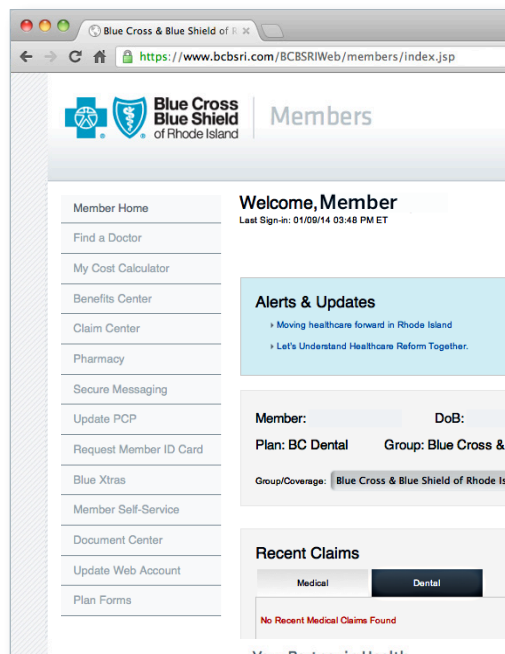 Blue Cross & Blue Shield of R
https://www.bcbsri.com/BCBSRIWeb/members/index.jsp
Blue Cross
Blue Shield
of Rhode Island
Members
Member Home
Find a Doctor
My Cost Calculator
Benefits Center
Claim Center
Pharmacy
Secure Messaging
Update PCP
Request Member ID Card
Blue Xtras
Member Self-Service
Document Center
Update Web Account
Plan Forms
Welcome, Member
Last Sign-in: 01/09/14 03:48 PM ET
Alerts & Updates
Moving healthcare forward in Rhode Island
Let's Understand Healthcare Reform Together.
Member: DoB:
Plan: BC Dental Group: Blue Cross &
Group/Coverage: Blue Cross & Blue Shield of Rhode Is
Recent Claims
Medical Dental
No Recent Medical Claims Found